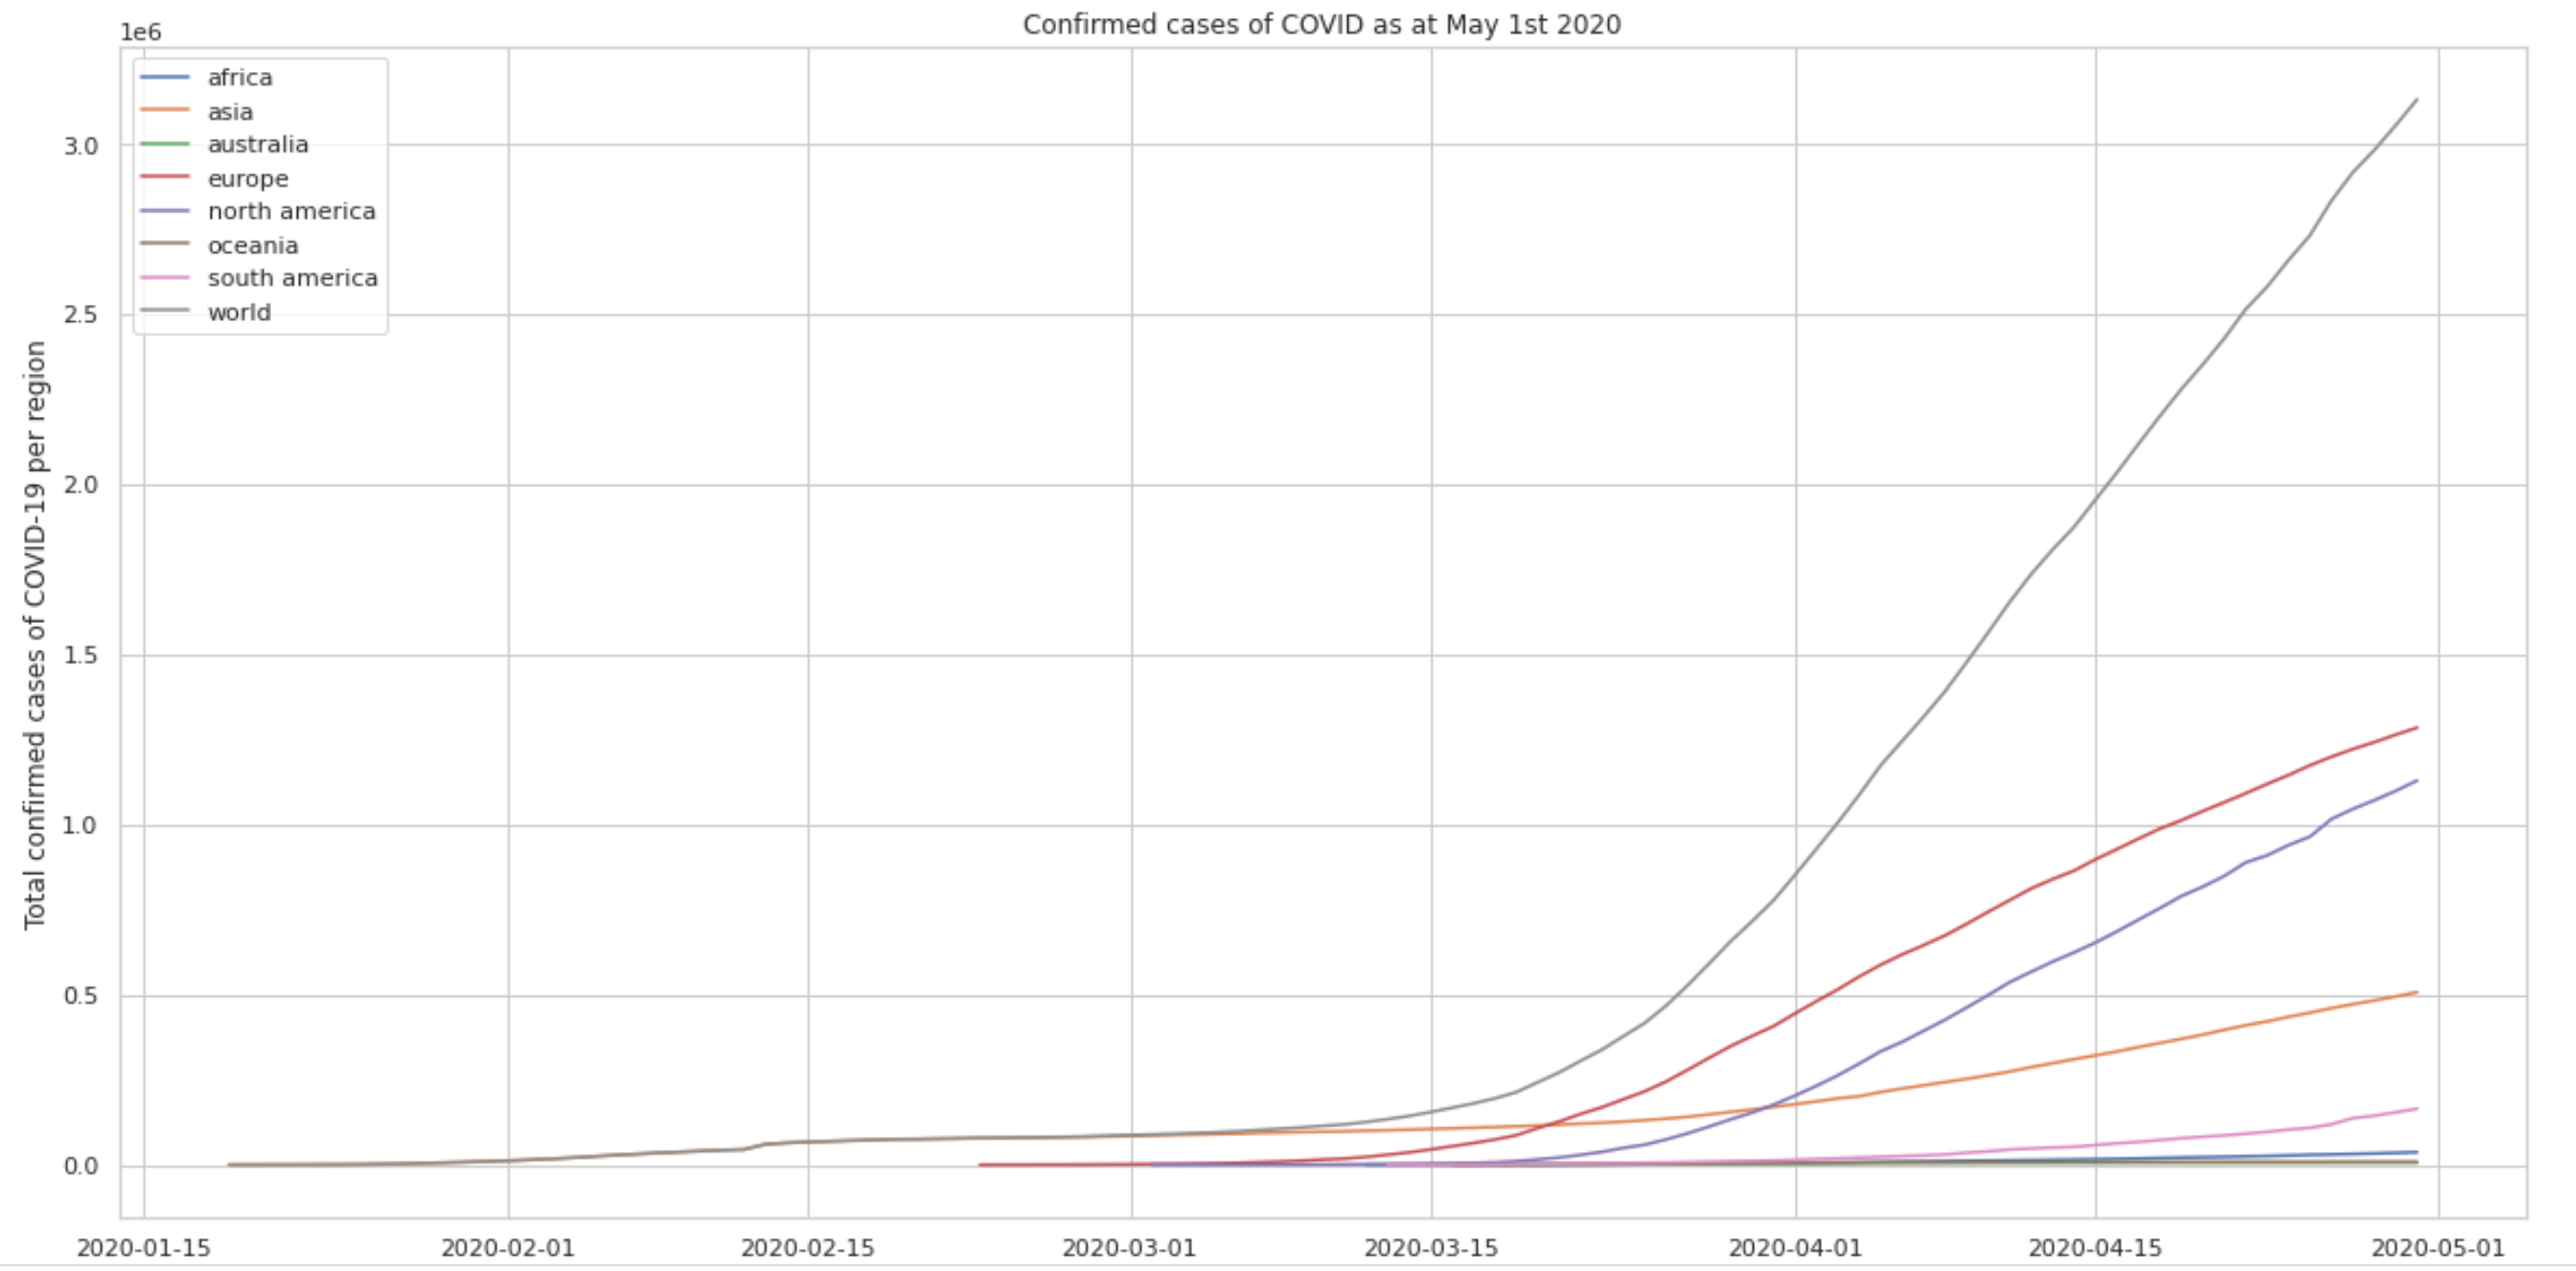 Confirmed cases of COVID as at May 1st 2020
1e6
africa
asia
australia
europe
north america
oceania
south america
world
Total confirmed cases of COVID-19 per region
3.0
2.5
2.0
1.5
1.0
0.5
0.0
2020-01-15 2020-02-01 2020-02-15 2020-03-01 2020-03-15 2020-04-01 2020-04-15 2020-05-01